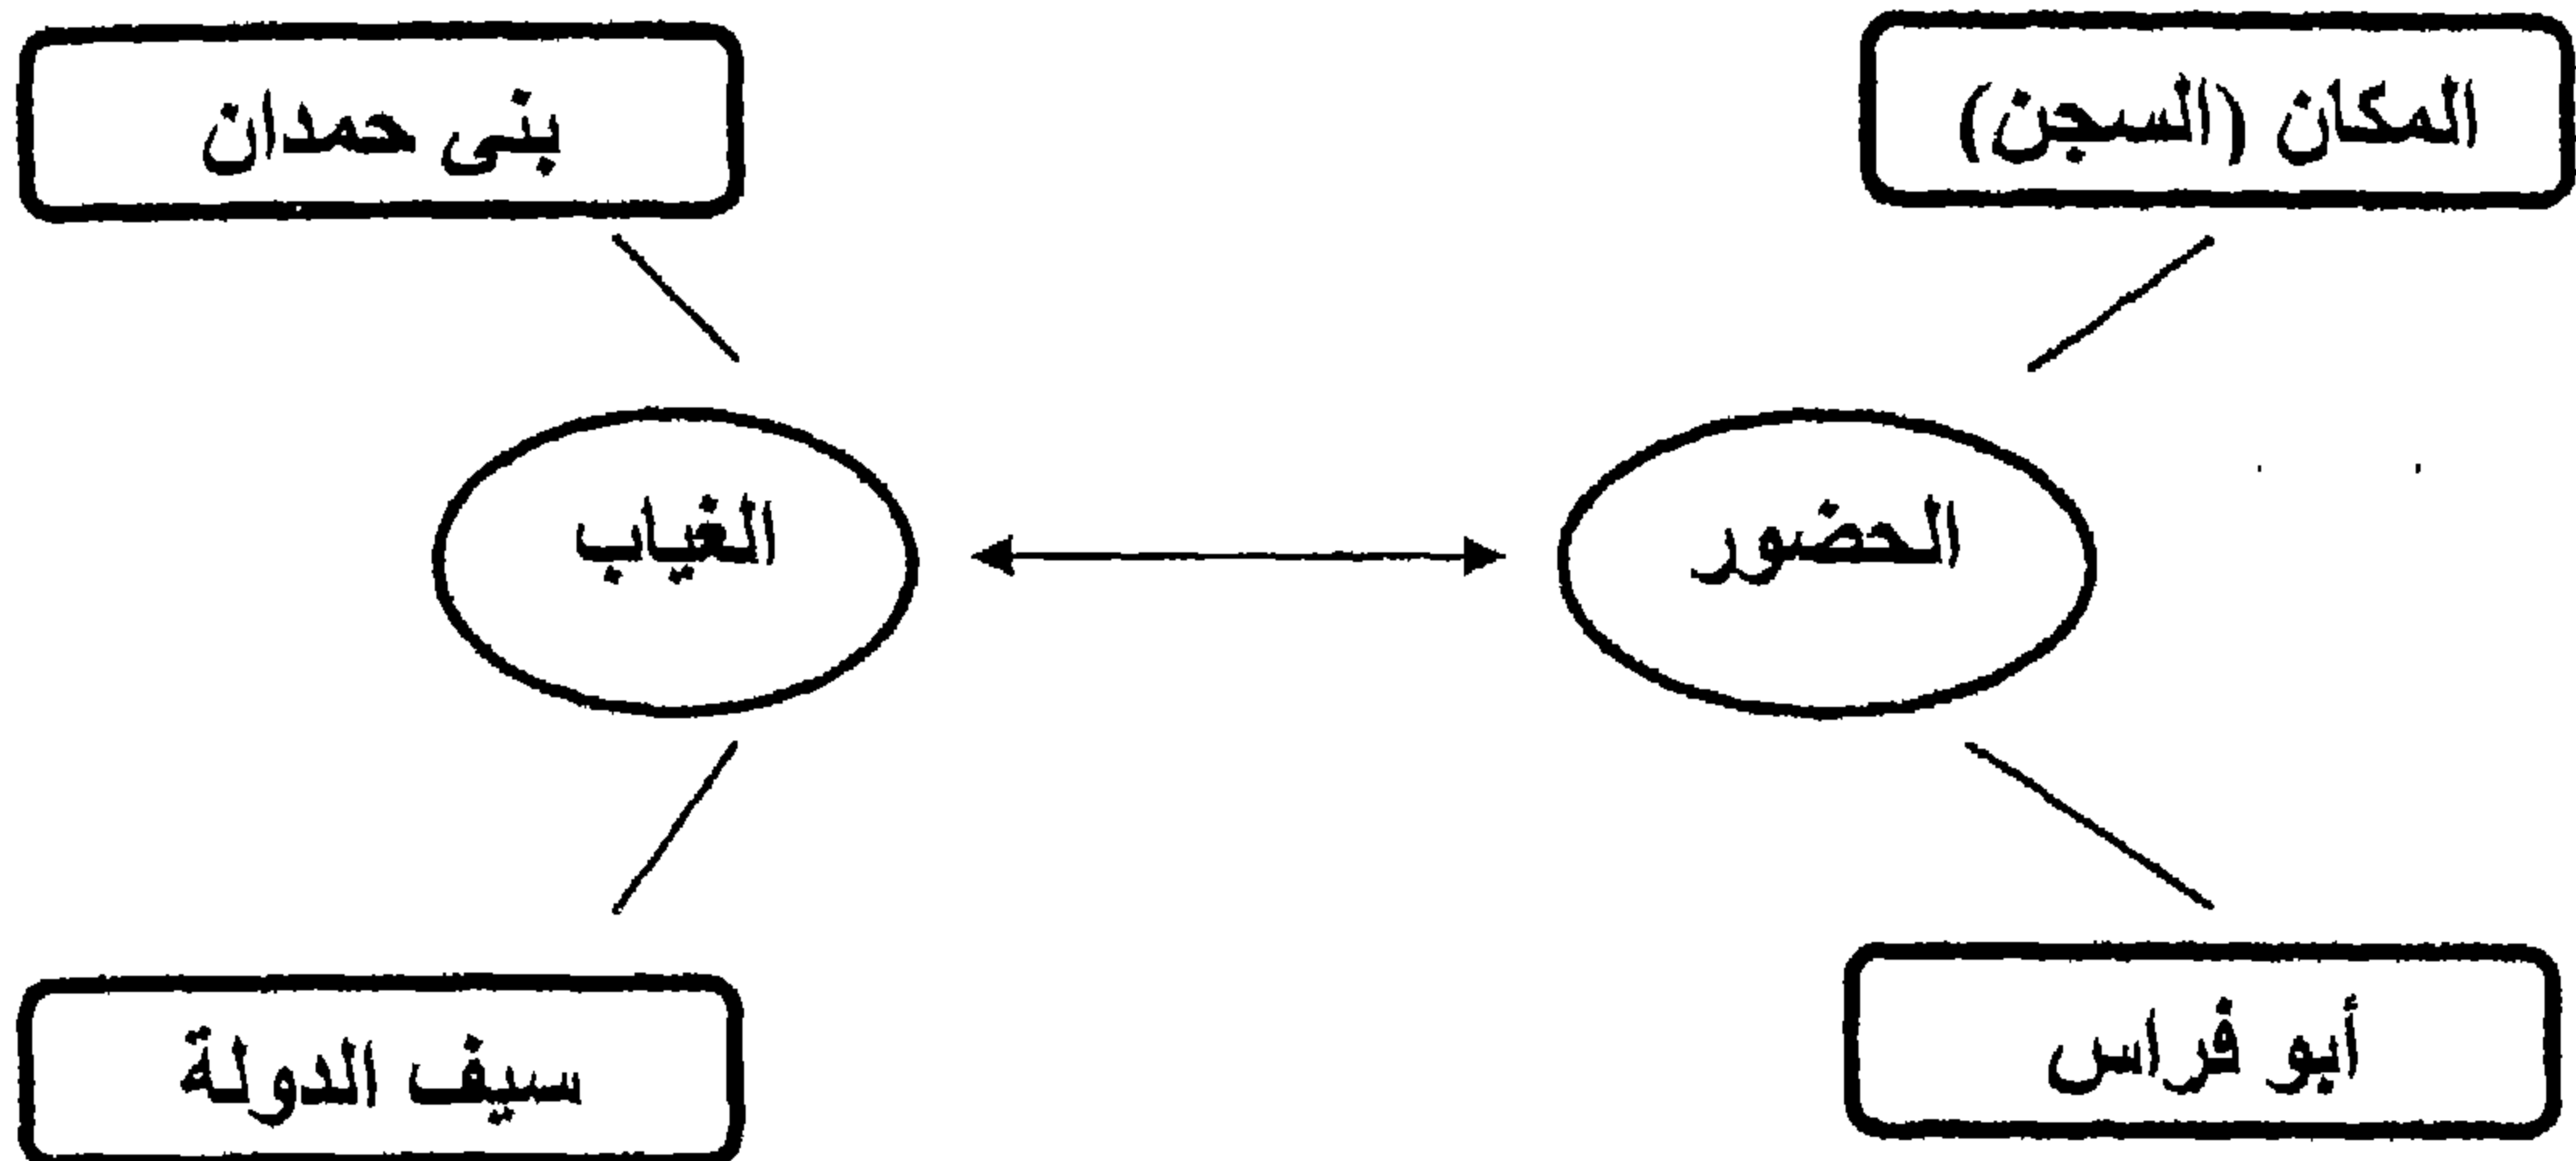 المكان (السجن)
بنى حمدان
الحضور
الغياب
أبو فراس
سيف الدولة